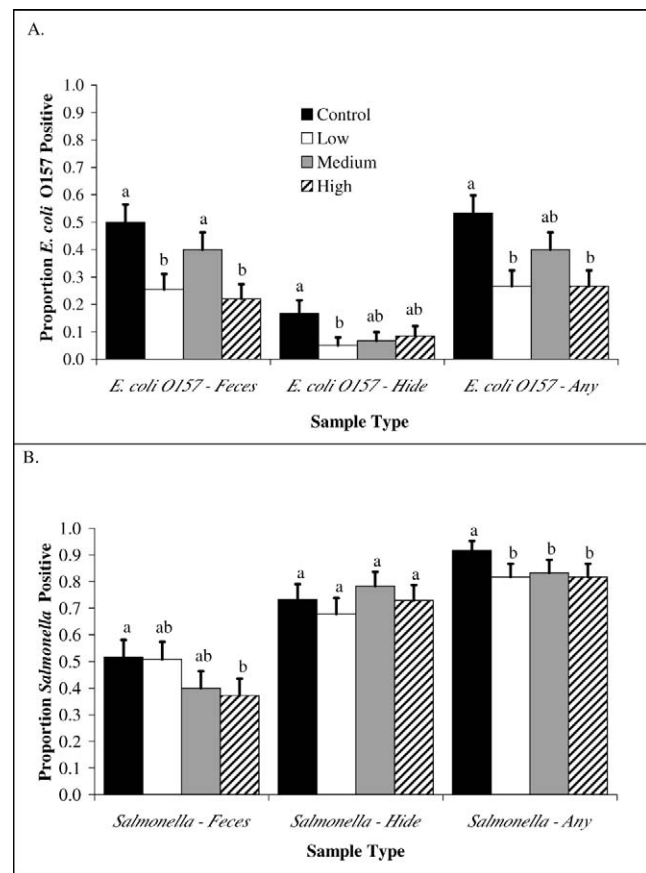 A.
Proportion E. coli O157 Positive
1.0
0.9
0.8
0.7
0.6
0.5
0.4
0.3
0.2
0.1
0.0
Control
Low
Medium
High
a
b
a
b
a
b
ab
ab
a
b
ab
b
E. coli O157 - Feces
E. coli O157 - Hide
E. coli O157 - Any
Sample Type
B.
Proportion Salmonella Positive
1.0
0.9
0.8
0.7
0.6
0.5
0.4
0.3
0.2
0.1
0.0
a
ab
ab
b
a
a
a
a
a
b
b
b
Salmonella - Feces
Salmonella - Hide
Salmonella - Any
Sample Type